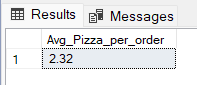 Results Messages
Avg_Pizza_per_order
1 2.32